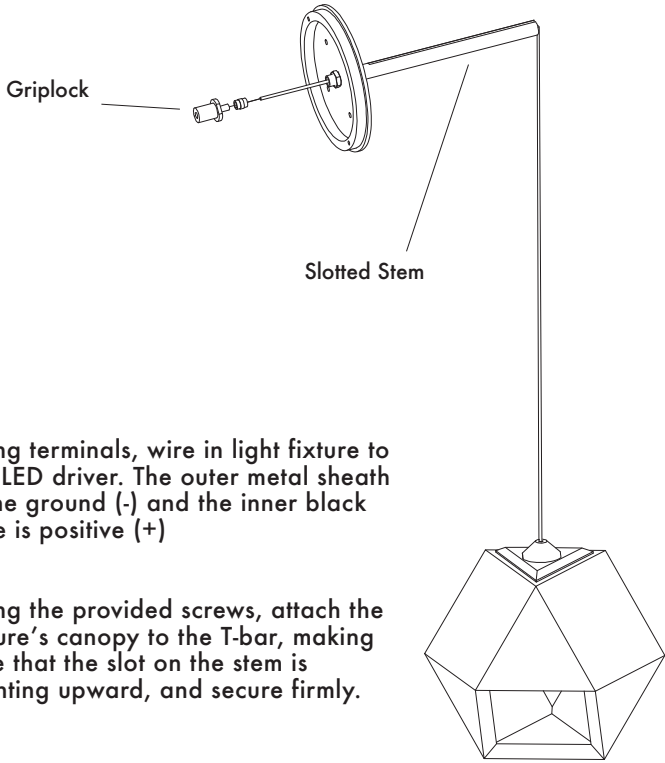 Griplock
Slotted Stem
ng terminals, wire in light fixture to
LED driver. The outer metal sheath
ne ground (-) and the inner black
e is positive (+)
ng the provided screws, attach the
ure's canopy to the T-bar, making
e that the slot on the stem is
nting upward, and secure firmly.